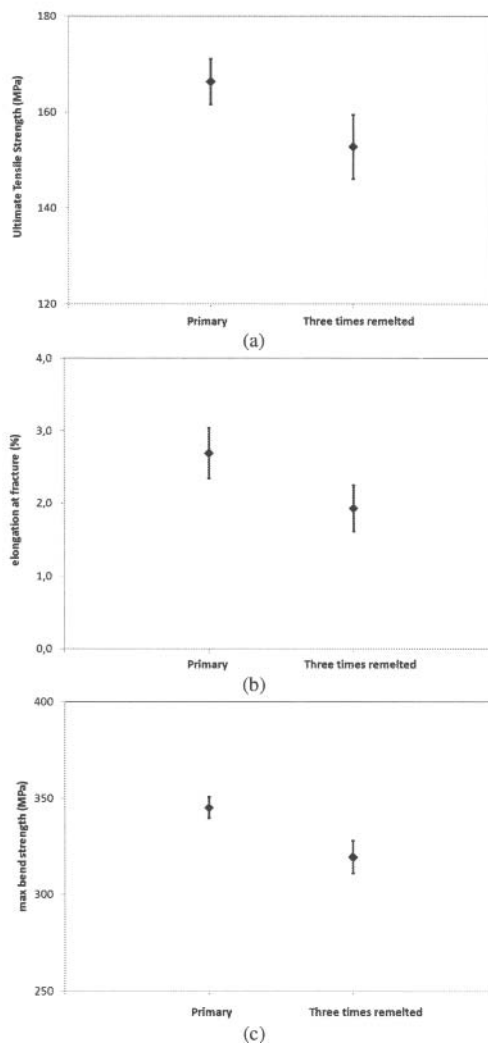 180
160
140
120
Ultimate Tensile Strength (MPa)
Primary
Three times remelted
(a)
4,0
3,0
2,0
1,0
0,0
elongation at fracture (%)
Primary
Three times remelted
(b)
400
350
300
250
max bend strength (MPa)
Primary
Three times remelted
(c)